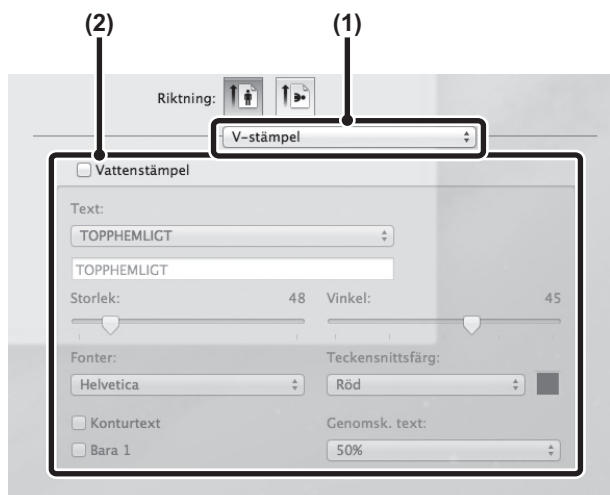 (2) (1)
Riktning:
V-stämpel
Vattenstämpel
Text:
TOPPHEMLIGT
TOPPHEMLIGT
Storlek: 48 Vinkel: 45
Fonter: Teckensnittsfärg:
Helvetica Röd
Konturtext Genomsk. text:
Bara 1 50%